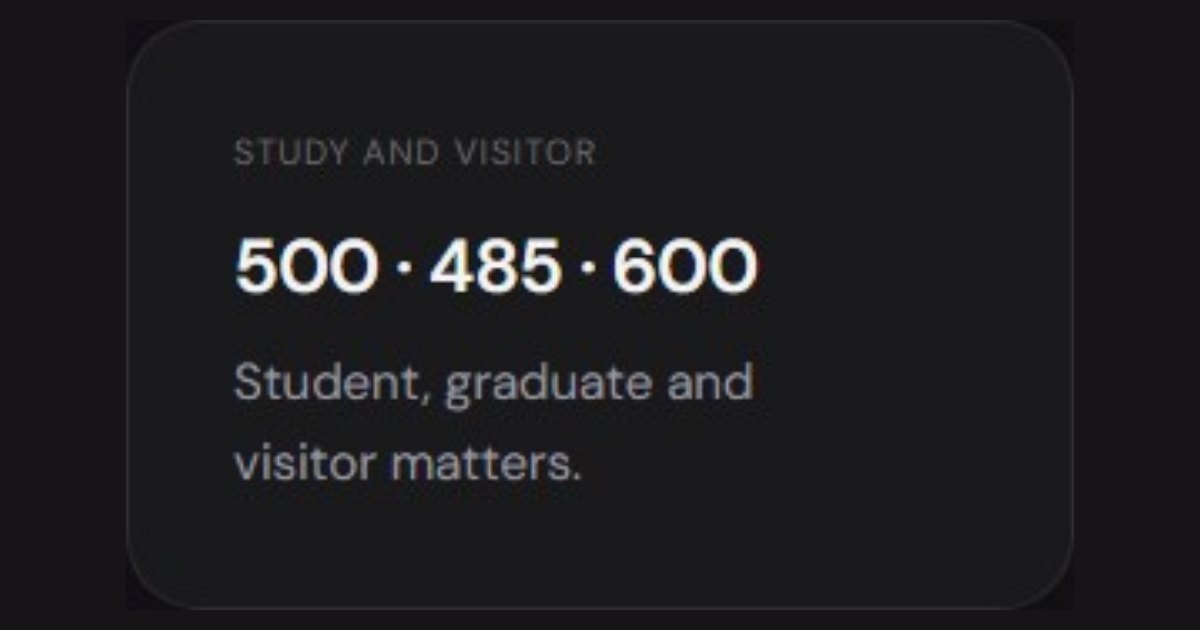 STUDY AND VISITOR
500 · 485 · 600
Student, graduate and
visitor matters.